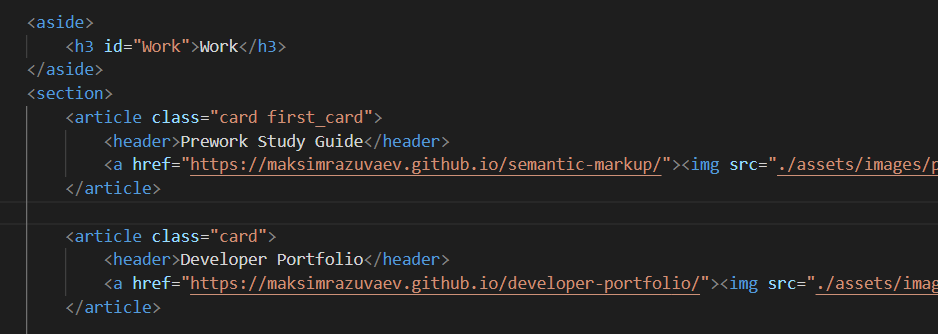 <aside>
<h3 id="Work">Work</h3>
</aside>
<section>
<article class="card first_card">
<header>Prework Study Guide</header>
<a href="https://maksimrazuvaev.github.io/semantic-markup/"><img src="./assets/images/p
</article>
<article class="card">
<header>Developer Portfolio</header>
<a href="https://maksimrazuvaev.github.io/developer-portfolio/"><img src="./assets/imag
</article>